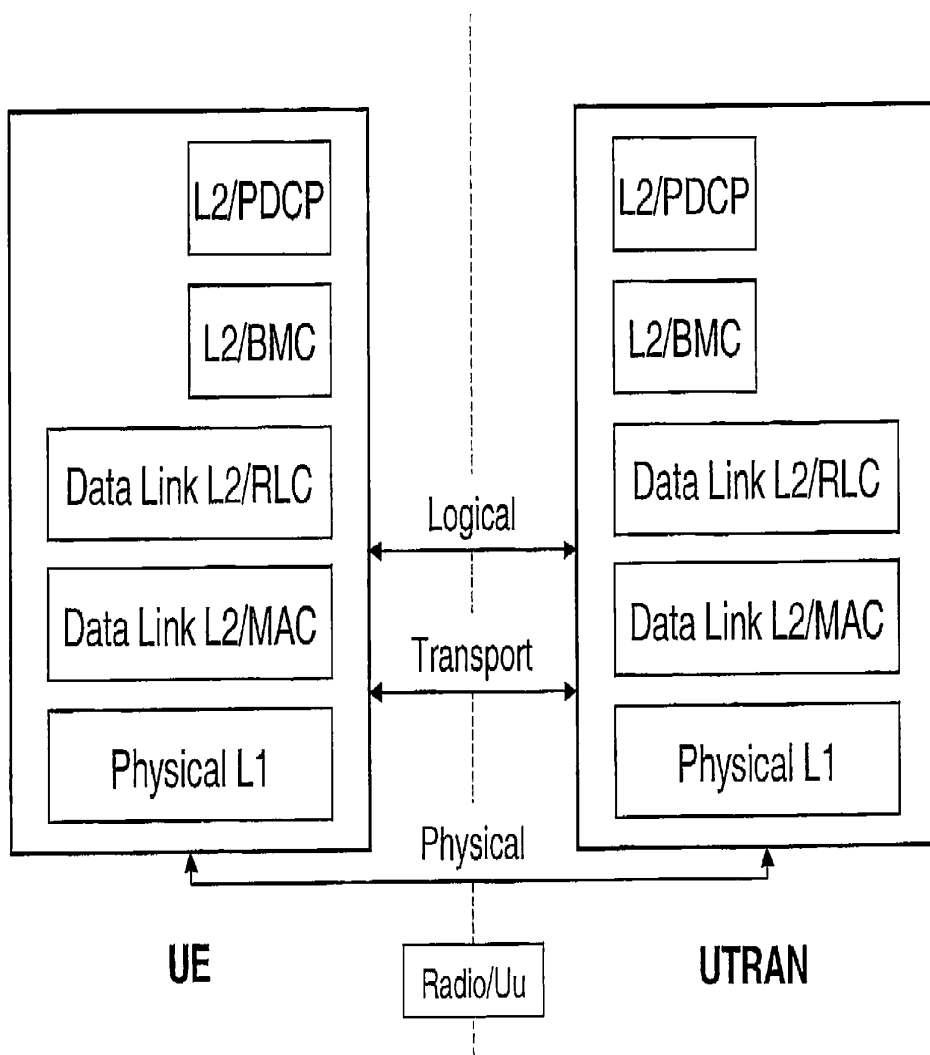 L2/PDCP
L2/BMC
Data Link L2/RLC
Data Link L2/MAC
Physical L1
UE
Logical
Transport
Physical
Radio/Uu
L2/PDCP
L2/BMC
Data Link L2/RLC
Data Link L2/MAC
Physical L1
UTRAN